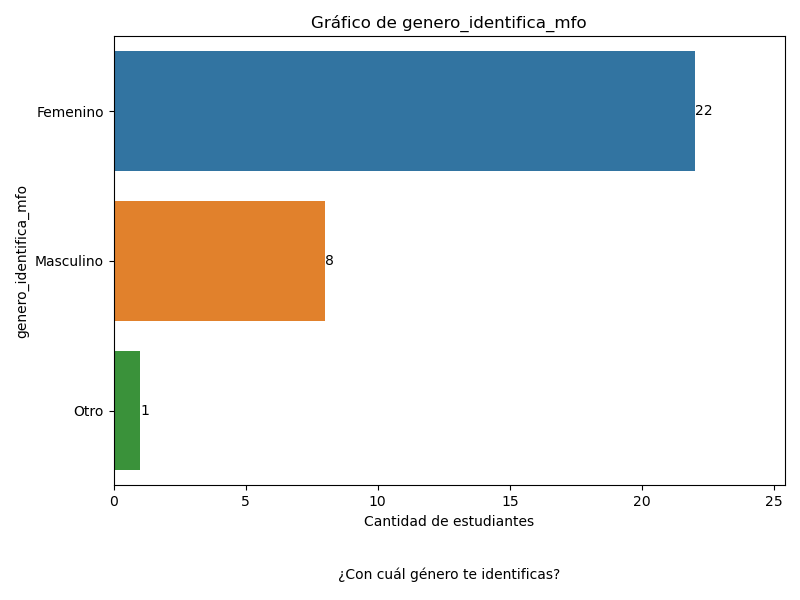 Gráfico de genero_identifica_mfo
genero_identifica_mfo
Femenino
22
Masculino
8
Otro
1
0 5 10 15 20 25
Cantidad de estudiantes
¿Con cuál género te identificas?